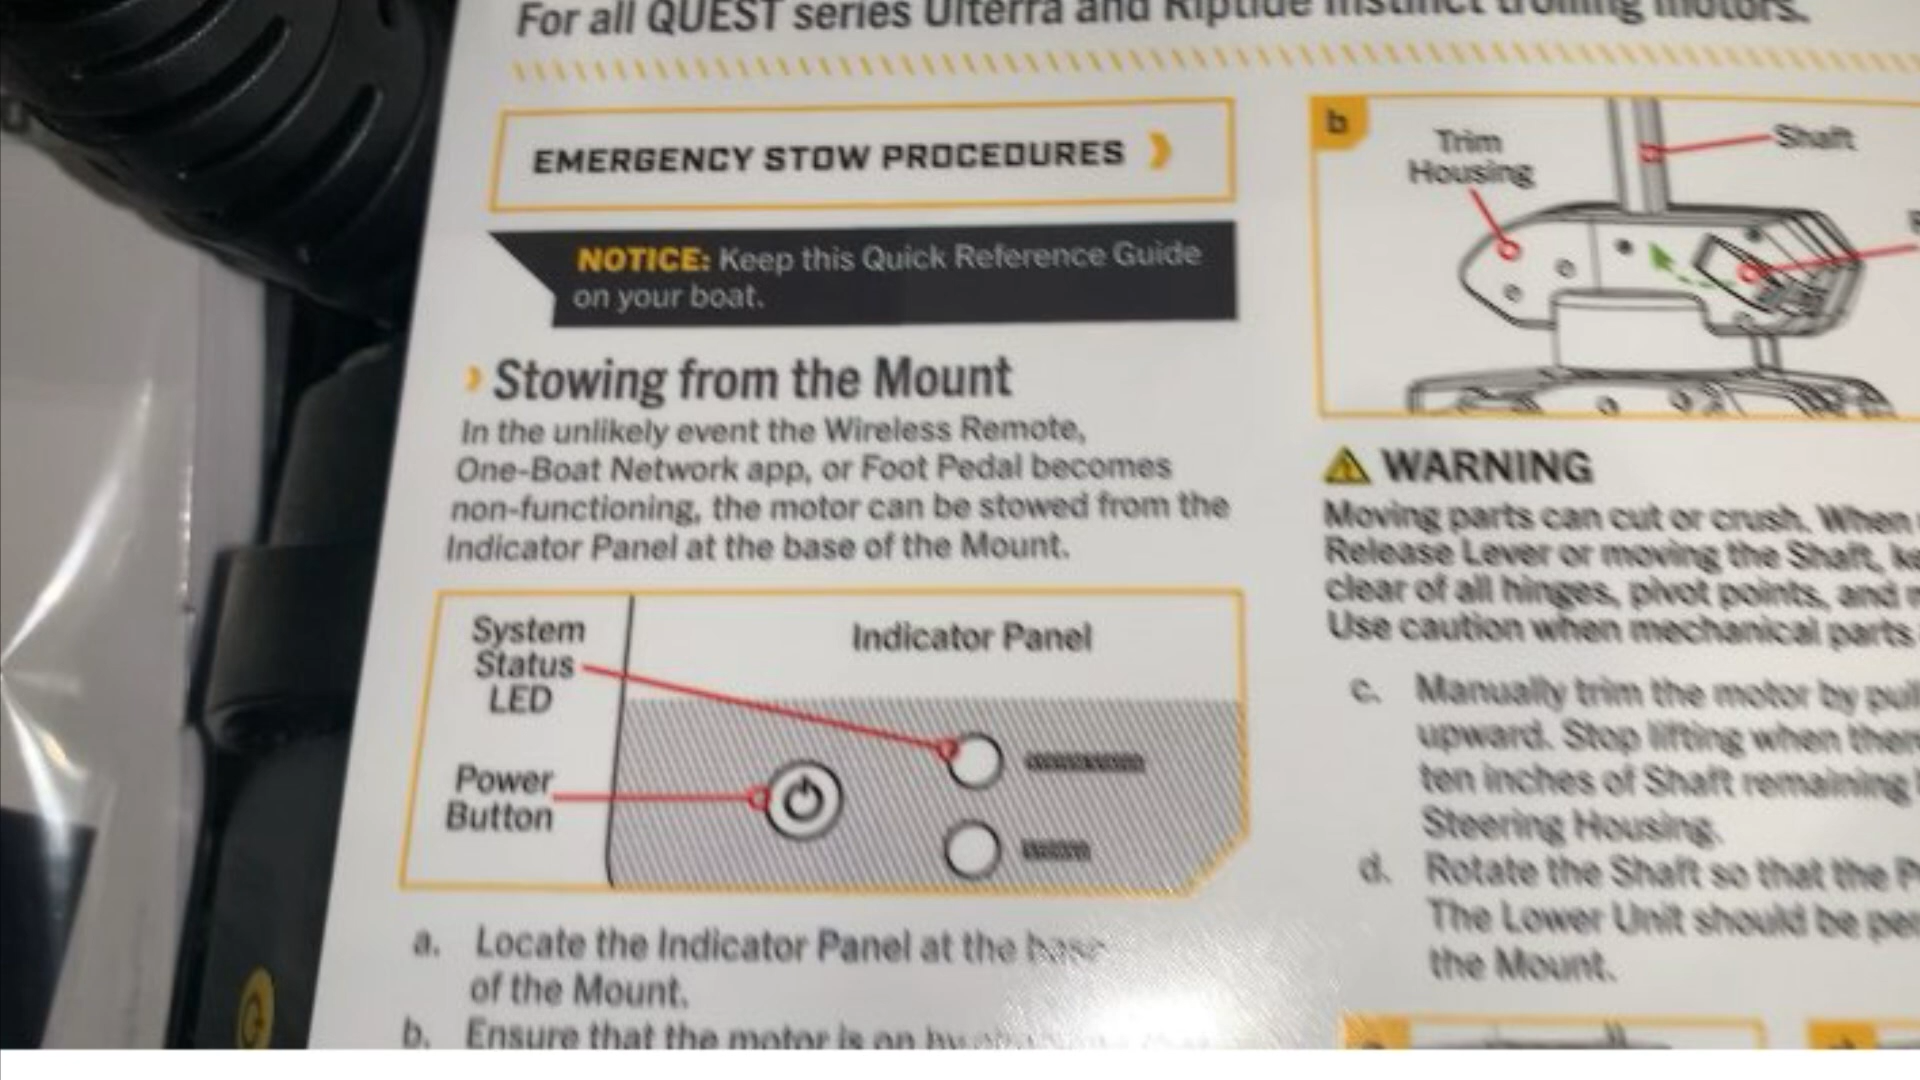 For all QUEST series Ulterra and Riptide Instinct trolling motors.
EMERGENCY STOW PROCEDURES
NOTICE: Keep this Quick Reference Guide
on your boat.
Stowing from the Mount
In the unlikely event the Wireless Remote,
One-Boat Network app, or Foot Pedal becomes
non-functioning, the motor can be stowed from the
Indicator Panel at the base of the Mount.
System
Status
LED
Indicator Panel
Power
Button
a. Locate the Indicator Panel at the base
of the Mount.
b. Ensure that the motor is on by
b
Trim
Housing
Shaft
WARNING
Moving parts can cut or crush. When
Release Lever or moving the Shaft,
clear of all hinges, pivot points, and
Use caution when mechanical parts
c. Manually trim the motor by
upward. Stop lifting when
ten inches of Shaft remaining
Steering Housing.
d. Rotate the Shaft so that the
The Lower Unit should be
the Mount.